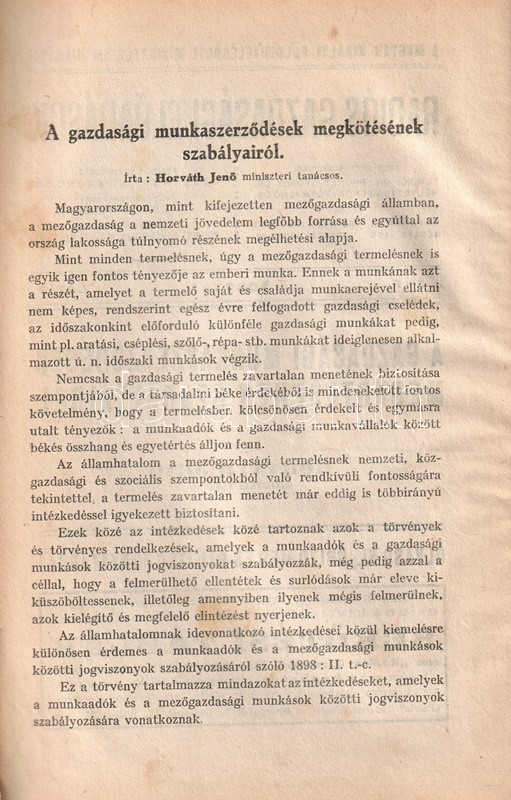 A gazdasági munkaszerződések megkötésének
szabályairól.
Írta : Horváth Jenő miniszteri tanácsos.
Magyarországon, mint kifejezetten mezőgazdasági államban,
a mezőgazdaság a nemzeti jövedelem legfőbb forrása és egyúttal az
ország lakossága túlnyomó részének megélhetési alapja.
Mint minden termelésnek, úgy a mezőgazdasági termelésnek is
egyik igen fontos tényezője az emberi munka. Ennek a munkának azt
a részét, amelyet a termelő saját és családja munkaerejével ellátni
nem képes, rendszerint egész évre felfogadott gazdasági cselédek,
az időszakonkint előforduló különféle gazdasági munkákat pedig,
mint pl. aratási, cséplési, szőlő-, répa- stb. munkákat ideiglenesen alkal-
mazott ú. n. időszaki munkások végzik.
Nemcsak a gazdasági termelés zavartalan menetének biztosítása
szempontjából, de a társadalmi béke érdekéből is mindenekelőtt fontos
követelmény, hogy a termelésben kölcsönösen érdekelt és egymásra
utalt tényezők : a munkaadók és a gazdasági munkavállalók között
békés összhang és egyetértés álljon fenn.
Az államhatalom a mezőgazdasági termelésnek nemzeti, köz-
gazdasági és szociális szempontokból való rendkívüli fontosságára
tekintettel, a termelés zavartalan menetét már eddig is többirányú
intézkedéssel igyekezett biztosítani.
Ezek közé az intézkedések közé tartoznak azok a törvények
és törvényes rendelkezések, amelyek a munkaadók és a gazdasági
munkások közötti jogviszonyokat szabályozzák, még pedig azzal a
céllal, hogy a felmerülhető ellentétek és surlódások már eleve ki-
küszöböltessenek, illetőleg amennyiben ilyenek mégis felmerülnek,
azok kielégítő és megfelelő elintézést nyerjenek.
Az államhatalomnak idevonatkozó intézkedései közül kiemelésre
különösen érdemes a munkaadók és a mezőgazdasági munkások
közötti jogviszonyok szabályozásáról szóló 1898 : II. t.-c.
Ez a törvény tartalmazza mindazokat az intézkedéseket, amelyek
a munkaadók és a mezőgazdasági munkások közötti jogviszonyok
szabályozására vonatkoznak.